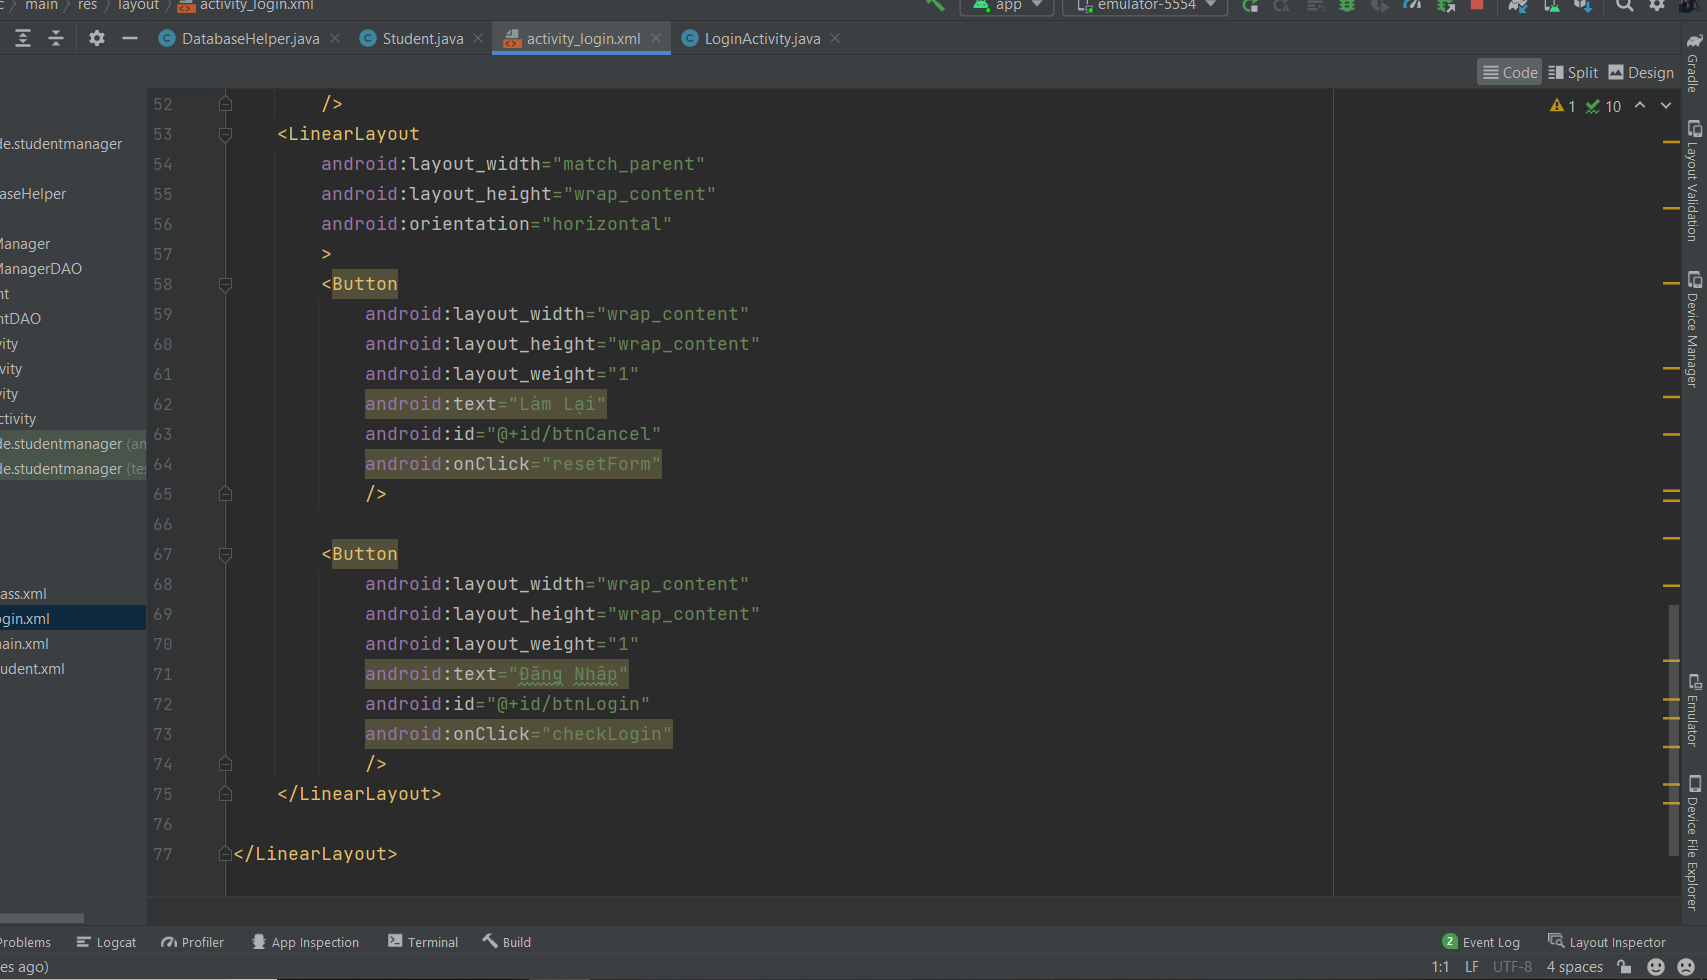 main res layout activity_login.xml app emulator-5554
DatabaseHelper.java Student.java activity_login.xml LoginActivity.java
Code Split Design
1 10
52 />
53 <LinearLayout
54 android:layout_width="match_parent"
55 android:layout_height="wrap_content"
56 android:orientation="horizontal"
57 >
58 <Button
59 android:layout_width="wrap_content"
60 android:layout_height="wrap_content"
61 android:layout_weight="1"
62 android:text="Làm Lại"
63 android:id="@+id/btnCancel"
64 android:onClick="resetForm"
65 />
66
67 <Button
68 android:layout_width="wrap_content"
69 android:layout_height="wrap_content"
70 android:layout_weight="1"
71 android:text="Đăng Nhập"
72 android:id="@+id/btnLogin"
73 android:onClick="checkLogin"
74 />
75 </LinearLayout>
76
77 </LinearLayout>
de.studentmanager
aseHelper
Manager
ManagerDAO
nt
ntDAO
vity
vity
vity
ctivity
de.studentmanager (an
de.studentmanager (te
ass.xml
gin.xml
ain.xml
udent.xml
Gradle
Layout Validation
Device Manager
Emulator
Device File Explorer
Problems Logcat Profiler App Inspection Terminal Build 2 Event Log Layout Inspector
es ago) 1:1 LF UTF-8 4 spaces